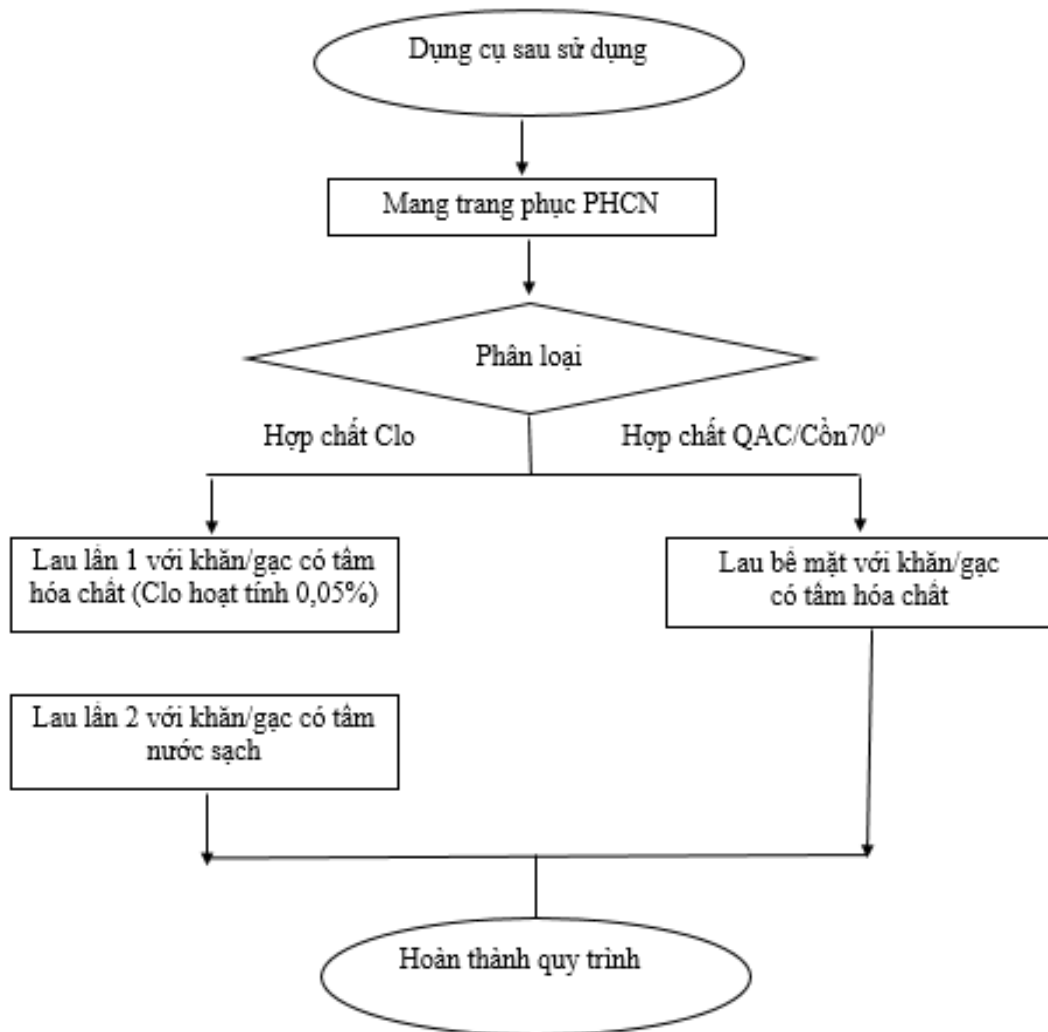 Dụng cụ sau sử dụng
Mang trang phục PHCN
Phân loại
Hợp chất Clo
Hợp chất QAC/Cồn70⁰
Lau lần 1 với khăn/gạc có tẩm
hóa chất (Clo hoạt tính 0,05%)
Lau bề mặt với khăn/gạc
có tẩm hóa chất
Lau lần 2 với khăn/gạc có tẩm
nước sạch
Hoàn thành quy trình